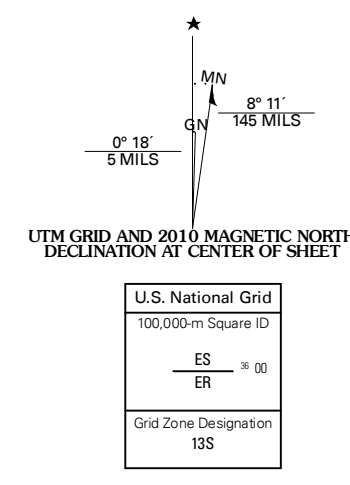 MN
8° 11´
145 MILS
GN
0° 18´
5 MILS
UTM GRID AND 2010 MAGNETIC NORTH
DECLINATION AT CENTER OF SHEET
U.S. National Grid
100,000-m Square ID
ES
36 00
ER
Grid Zone Designation
13S